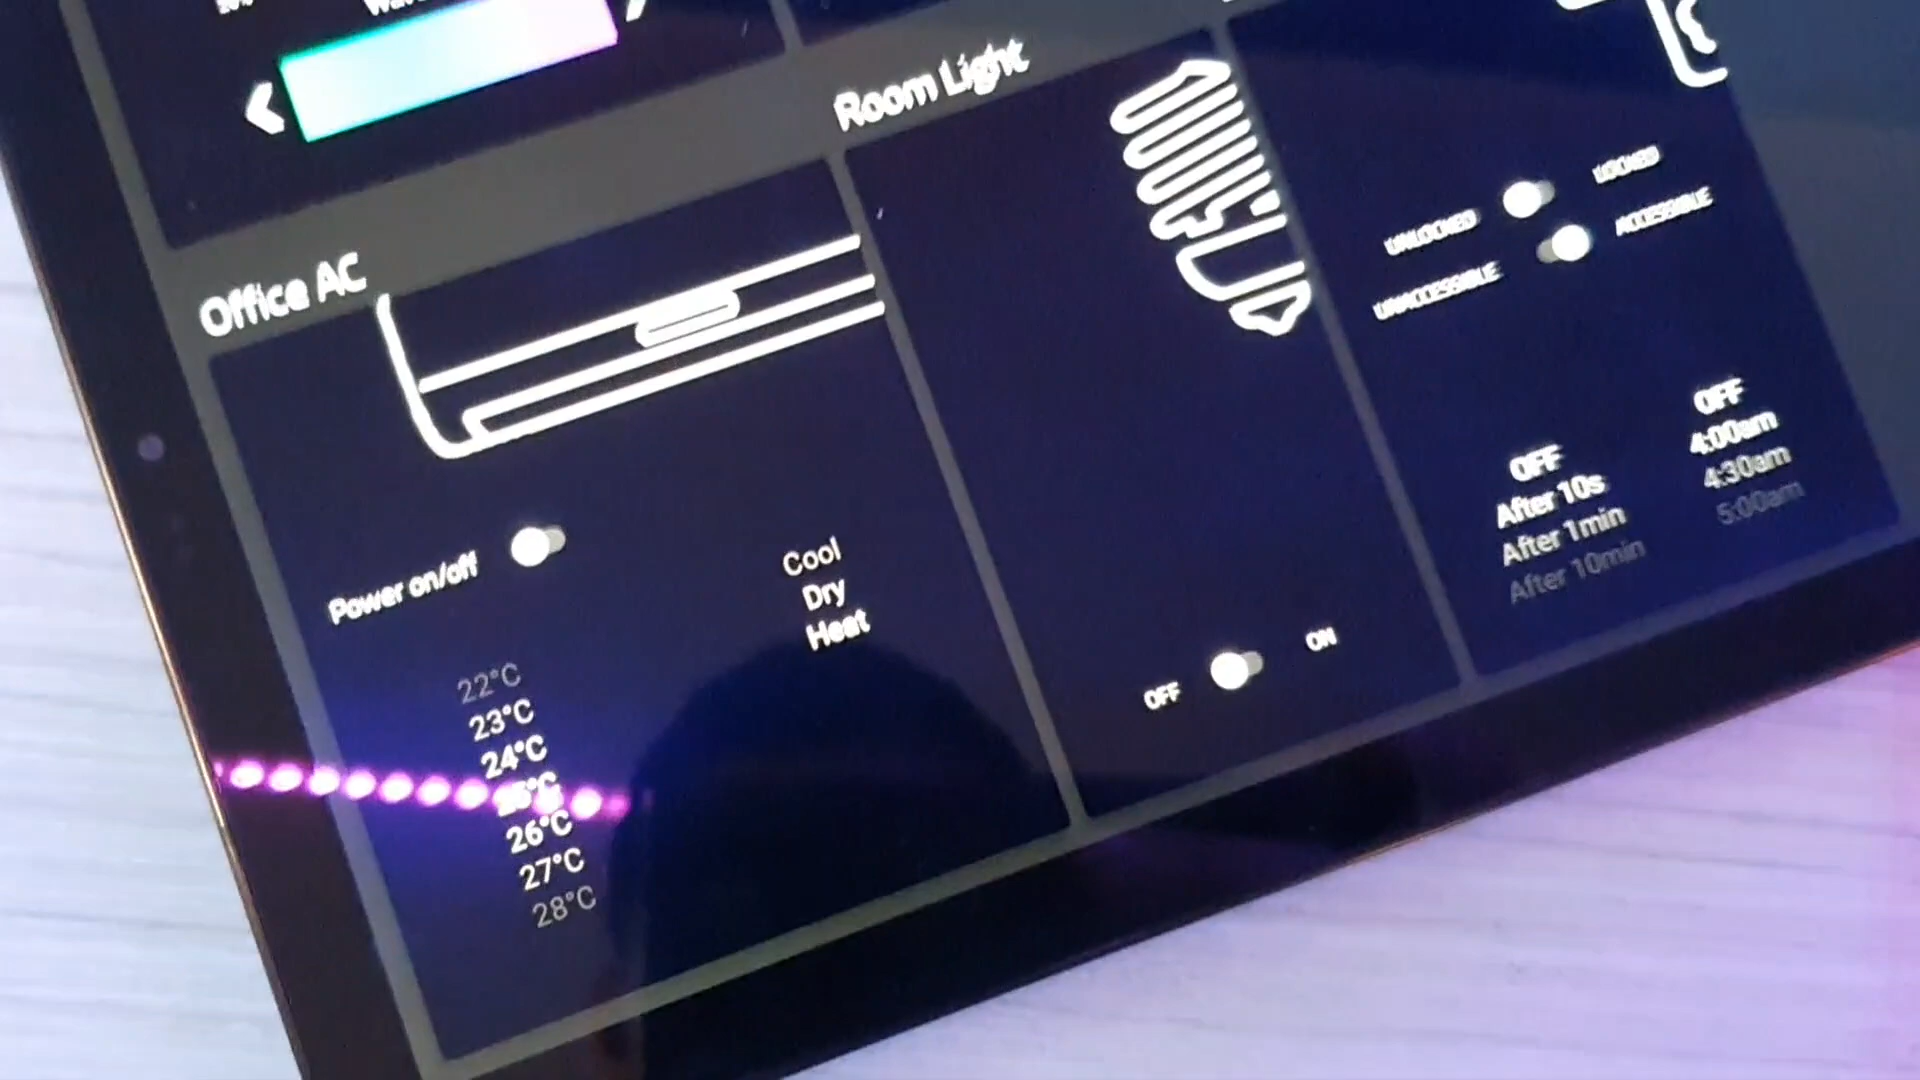 Room Light
Office AC
LOCKED
UNLOCKED
ACCESSIBLE
UNACCESSIBLE
OFF
After 10s
After 1min
After 10min
OFF
4:00am
4:30am
5:00am
Power on/off
Cool
Dry
Heat
OFF
ON
22°C
23°C
24°C
25°C
26°C
27°C
28°C